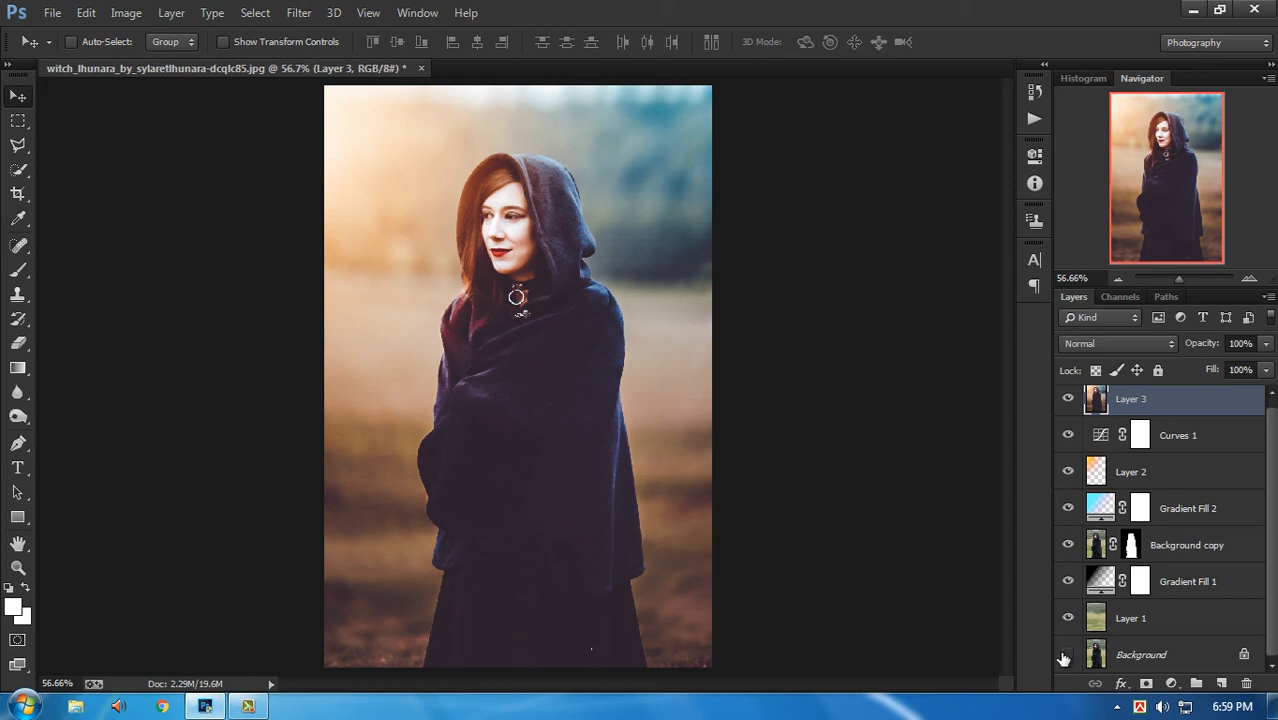 Ps File Edit Image Layer Type Select Filter 3D View Window Help
Auto-Select: Group Show Transform Controls 3D Mode: Photography
witch_lhunara_by_sylaretlhunara-dcqlc85.jpg @ 56.7% (Layer 3, RGB/8#) *
Histogram Navigator
56.66%
Layers Channels Paths
Kind
Normal Opacity: 100%
Lock: Fill: 100%
Layer 3
Curves 1
Layer 2
Gradient Fill 2
Background copy
Gradient Fill 1
Layer 1
Background
56.66% Doc: 2.29M/19.6M
fx
Ps 6:59 PM